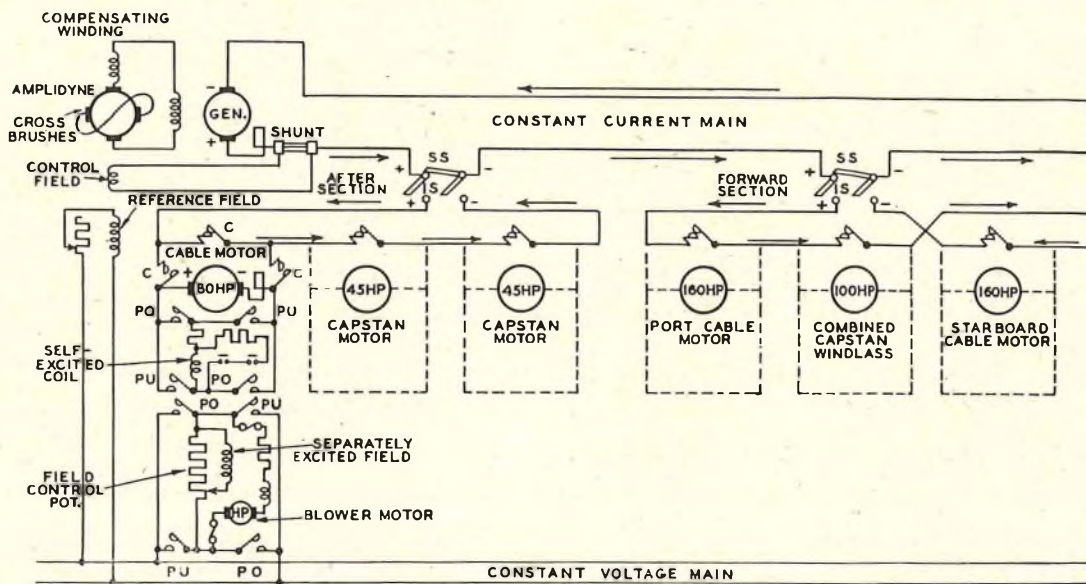 COMPENSATING
WINDING
AMPLIDYNE
CROSS
BRUSHES
CONTROL
FIELD
REFERENCE FIELD
-
GEN.
+
SHUNT
CONSTANT CURRENT MAIN
AFTER
SECTION
+ SS -
S
+ -
FORWARD
SECTION
+ SS -
S
+ -
C
CABLE MOTOR
C + 80HP - C
PO PU
SELF-
EXCITED
COIL
PU PO
PO PU
45HP
CAPSTAN
MOTOR
45HP
CAPSTAN
MOTOR
160HP
PORT CABLE
MOTOR
100HP
COMBINED
CAPSTAN
WINDLASS
160HP
STARBOARD
CABLE MOTOR
SEPARATELY
EXCITED FIELD
FIELD
CONTROL
POT.
HP
BLOWER MOTOR
PU PO
CONSTANT VOLTAGE MAIN